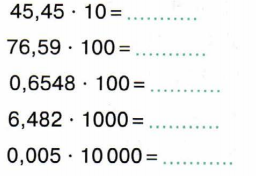 45,45 · 10 = ............
76,59 · 100 = ............
0,6548 · 100 = ............
6,482 · 1000 = ............
0,005 · 10 000 = ............